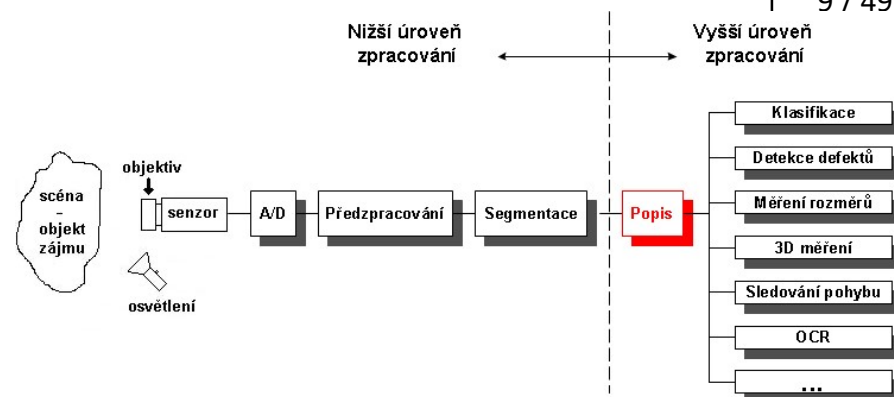 9 / 49
Nižší úroveň
zpracování
Vyšší úroveň
zpracování
scéna
–
objekt
zájmu
objektiv
senzor
osvětlení
A/D
Předzpracování
Segmentace
Popis
Klasifikace
Detekce defektů
Měření rozměrů
3D měření
Sledování pohybu
OCR
...